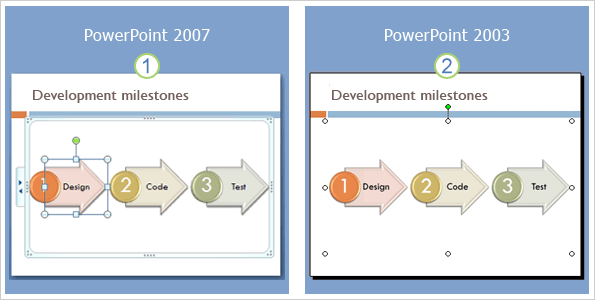 PowerPoint 2007
1
Development milestones
1 Design 2 Code 3 Test
PowerPoint 2003
2
Development milestones
1 Design 2 Code 3 Test